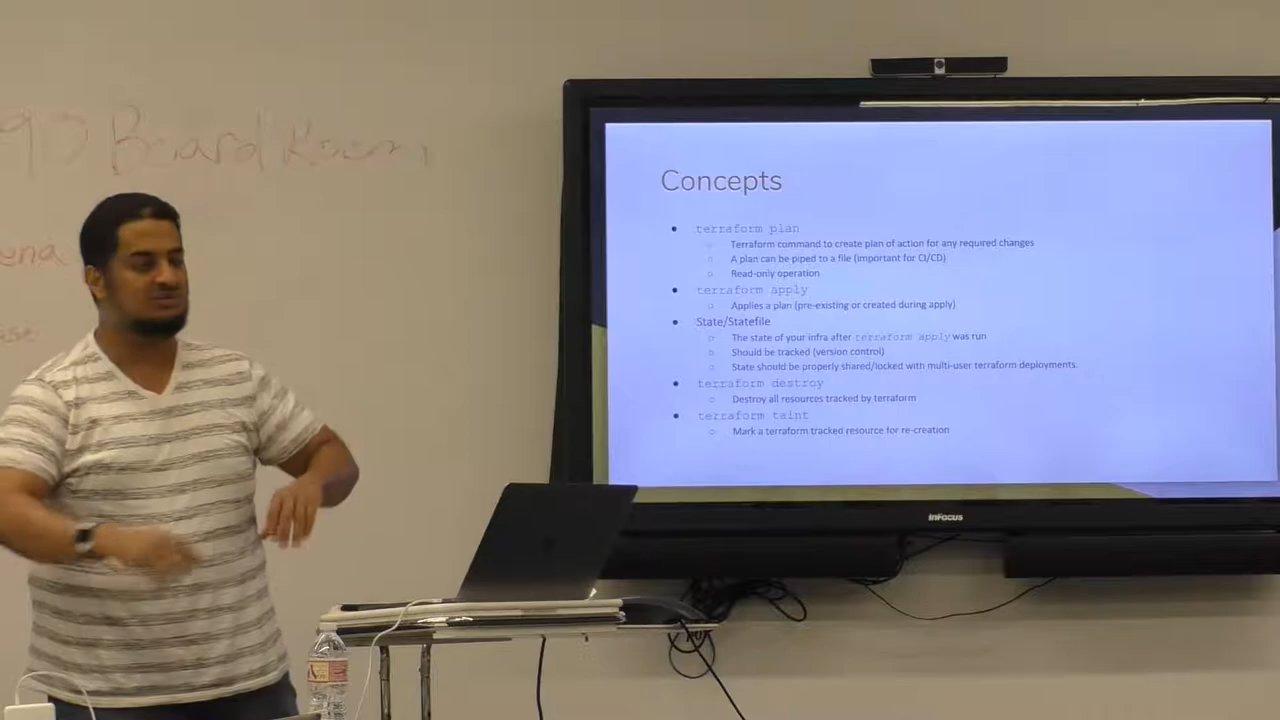 90 Board Room
ena
Concepts
terraform plan
Terraform command to create plan of action for any required changes
A plan can be piped to a file (important for CI/CD)
Read-only operation
terraform apply
Applies a plan (pre-existing or created during apply)
State/Statefile
The state of your infra after terraform apply was run
Should be tracked (version control)
State should be properly shared/locked with multi-user terraform deployments.
terraform destroy
Destroy all resources tracked by terraform
terraform taint
Mark a terraform tracked resource for re-creation
InFocus